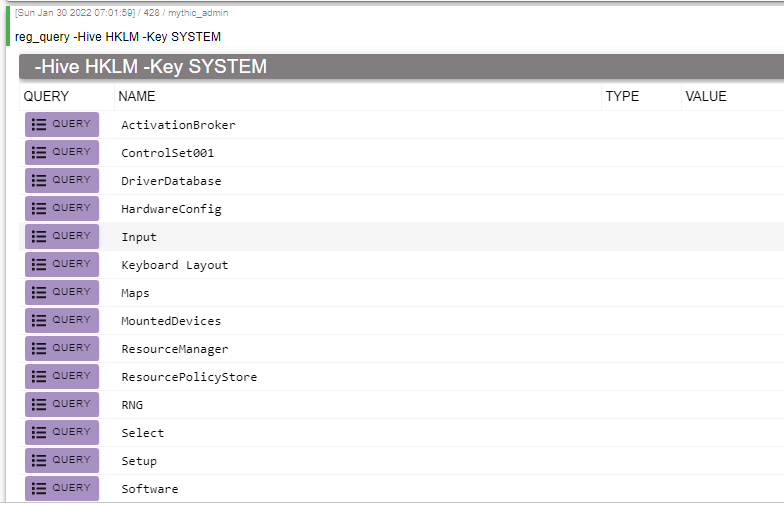 [Sun Jan 30 2022 07:01:59] / 428 / mythic_admin
reg_query -Hive HKLM -Key SYSTEM
-Hive HKLM -Key SYSTEM
QUERY NAME TYPE VALUE
QUERY ActivationBroker
QUERY ControlSet001
QUERY DriverDatabase
QUERY HardwareConfig
QUERY Input
QUERY Keyboard Layout
QUERY Maps
QUERY MountedDevices
QUERY ResourceManager
QUERY ResourcePolicyStore
QUERY RNG
QUERY Select
QUERY Setup
QUERY Software